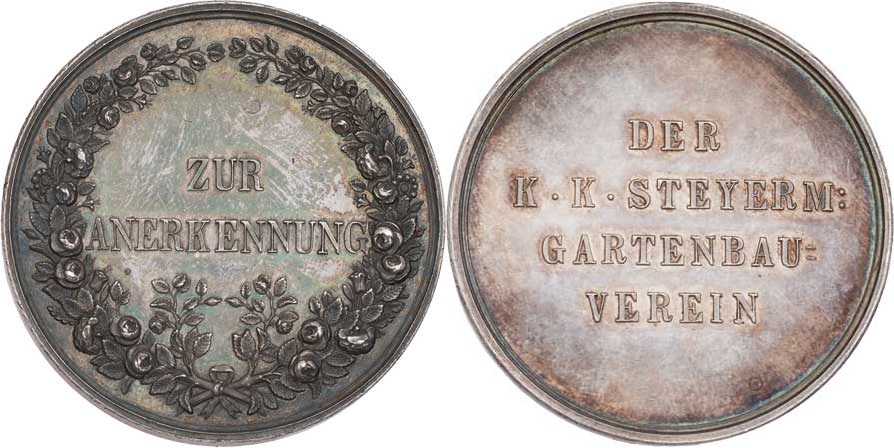 ZUR
ANERKENNUNG
DER
K · K · STEYERM:
GARTENBAU=
VEREIN